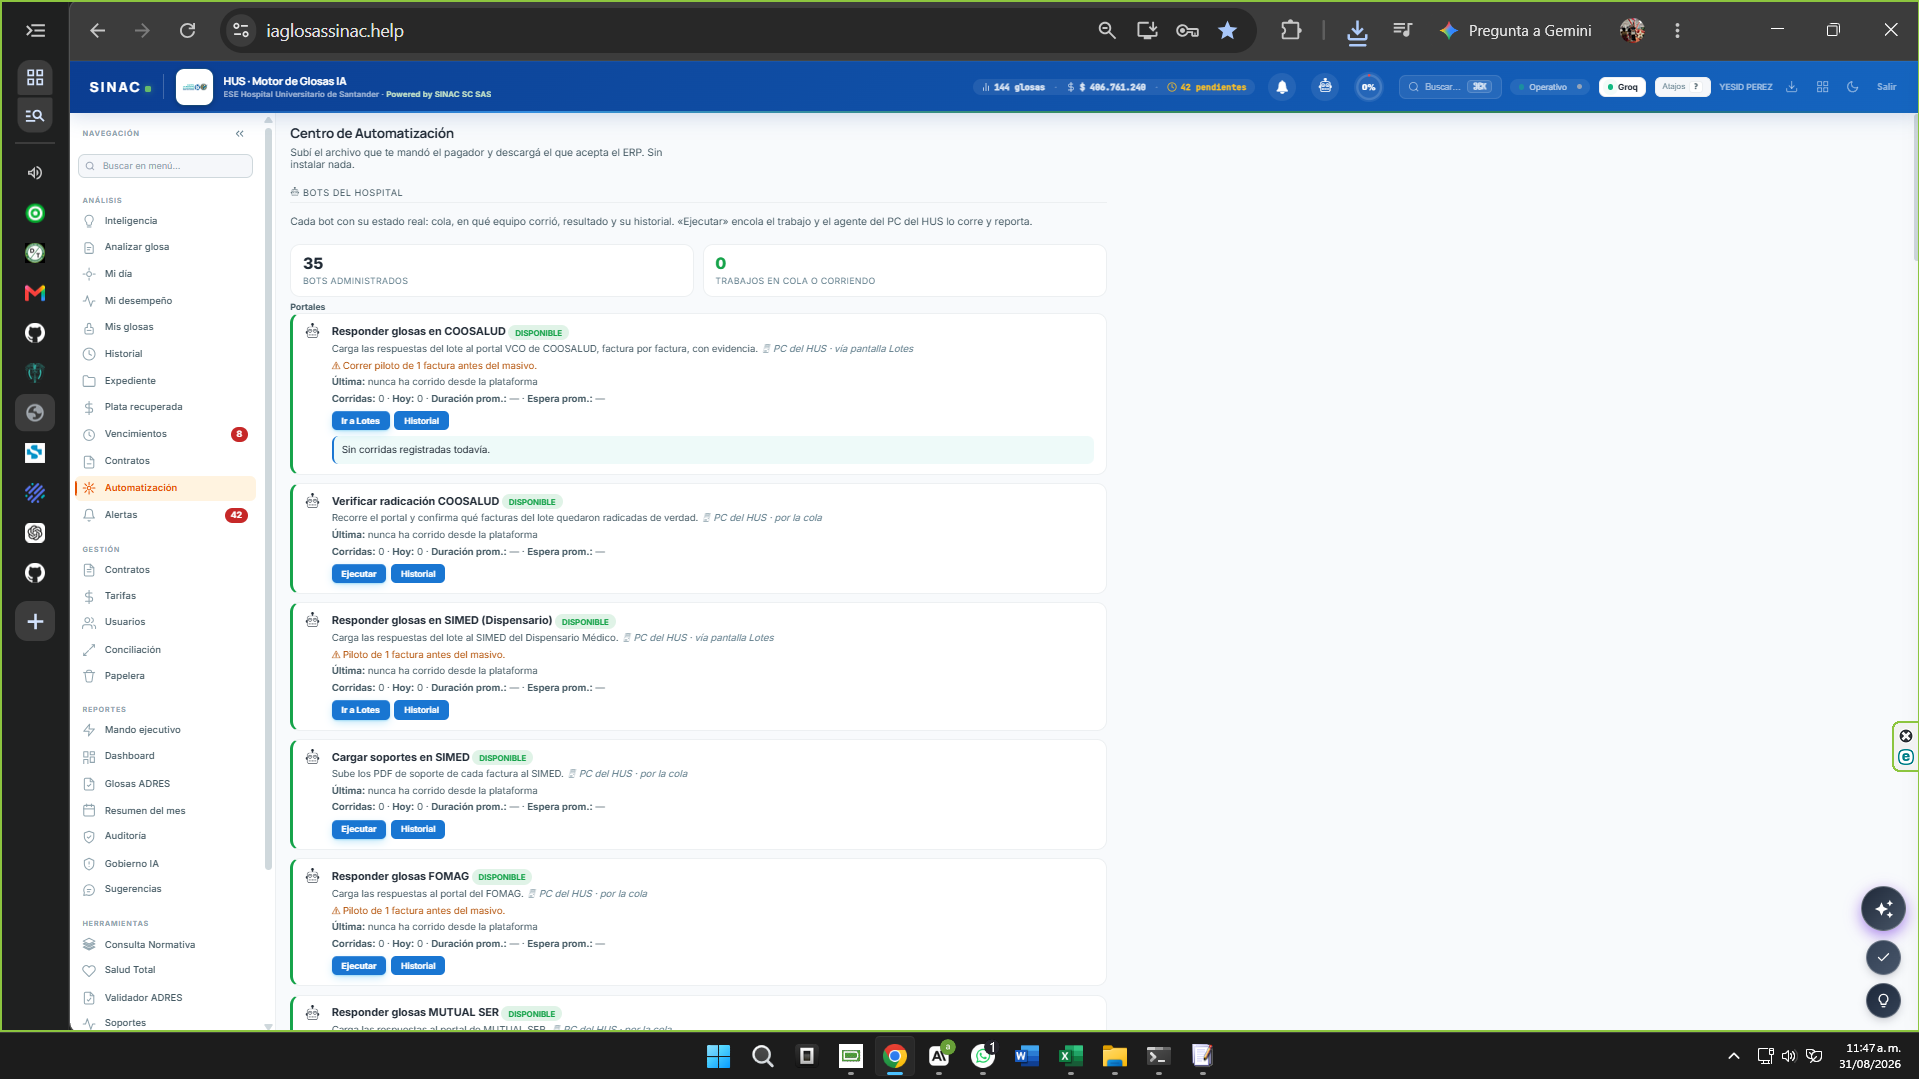 iaglosassinac.help
Pregunta a Gemini
SINAC
HUS · Motor de Glosas IA
ESE Hospital Universitario de Santander · Powered by SINAC SC SAS
144 glosas · $ $ 406.761.240 · 42 pendientes
0%
Buscar... ⌘K
Operativo
Groq
Atajos ?
YESID PEREZ
Salir
NAVEGACIÓN
Buscar en menú...
ANÁLISIS
Inteligencia
Analizar glosa
Mi día
Mi desempeño
Mis glosas
Historial
Expediente
Plata recuperada
Vencimientos 8
Contratos
Automatización
Alertas 42
GESTIÓN
Contratos
Tarifas
Usuarios
Conciliación
Papelera
REPORTES
Mando ejecutivo
Dashboard
Glosas ADRES
Resumen del mes
Auditoría
Gobierno IA
Sugerencias
HERRAMIENTAS
Consulta Normativa
Salud Total
Validador ADRES
Soportes
Centro de Automatización
Subí el archivo que te mandó el pagador y descargá el que acepta el ERP. Sin
instalar nada.
BOTS DEL HOSPITAL
Cada bot con su estado real: cola, en qué equipo corrió, resultado y su historial. «Ejecutar» encola el trabajo y el agente del PC del HUS lo corre y reporta.
35
BOTS ADMINISTRADOS
0
TRABAJOS EN COLA O CORRIENDO
Portales
Responder glosas en COOSALUD DISPONIBLE
Carga las respuestas del lote al portal VCO de COOSALUD, factura por factura, con evidencia. PC del HUS · vía pantalla Lotes
⚠ Correr piloto de 1 factura antes del masivo.
Última: nunca ha corrido desde la plataforma
Corridas: 0 · Hoy: 0 · Duración prom.: — · Espera prom.: —
Ir a Lotes Historial
Sin corridas registradas todavía.
Verificar radicación COOSALUD DISPONIBLE
Recorre el portal y confirma qué facturas del lote quedaron radicadas de verdad. PC del HUS · por la cola
Última: nunca ha corrido desde la plataforma
Corridas: 0 · Hoy: 0 · Duración prom.: — · Espera prom.: —
Ejecutar Historial
Responder glosas en SIMED (Dispensario) DISPONIBLE
Carga las respuestas del lote al SIMED del Dispensario Médico. PC del HUS · vía pantalla Lotes
⚠ Piloto de 1 factura antes del masivo.
Última: nunca ha corrido desde la plataforma
Corridas: 0 · Hoy: 0 · Duración prom.: — · Espera prom.: —
Ir a Lotes Historial
Cargar soportes en SIMED DISPONIBLE
Sube los PDF de soporte de cada factura al SIMED. PC del HUS · por la cola
Última: nunca ha corrido desde la plataforma
Corridas: 0 · Hoy: 0 · Duración prom.: — · Espera prom.: —
Ejecutar Historial
Responder glosas FOMAG DISPONIBLE
Carga las respuestas al portal del FOMAG. PC del HUS · por la cola
⚠ Piloto de 1 factura antes del masivo.
Última: nunca ha corrido desde la plataforma
Corridas: 0 · Hoy: 0 · Duración prom.: — · Espera prom.: —
Ejecutar Historial
Responder glosas MUTUAL SER DISPONIBLE
Carga las respuestas al portal de MUTUAL SER. PC del HUS · por la cola
11:47 a. m.
31/08/2026